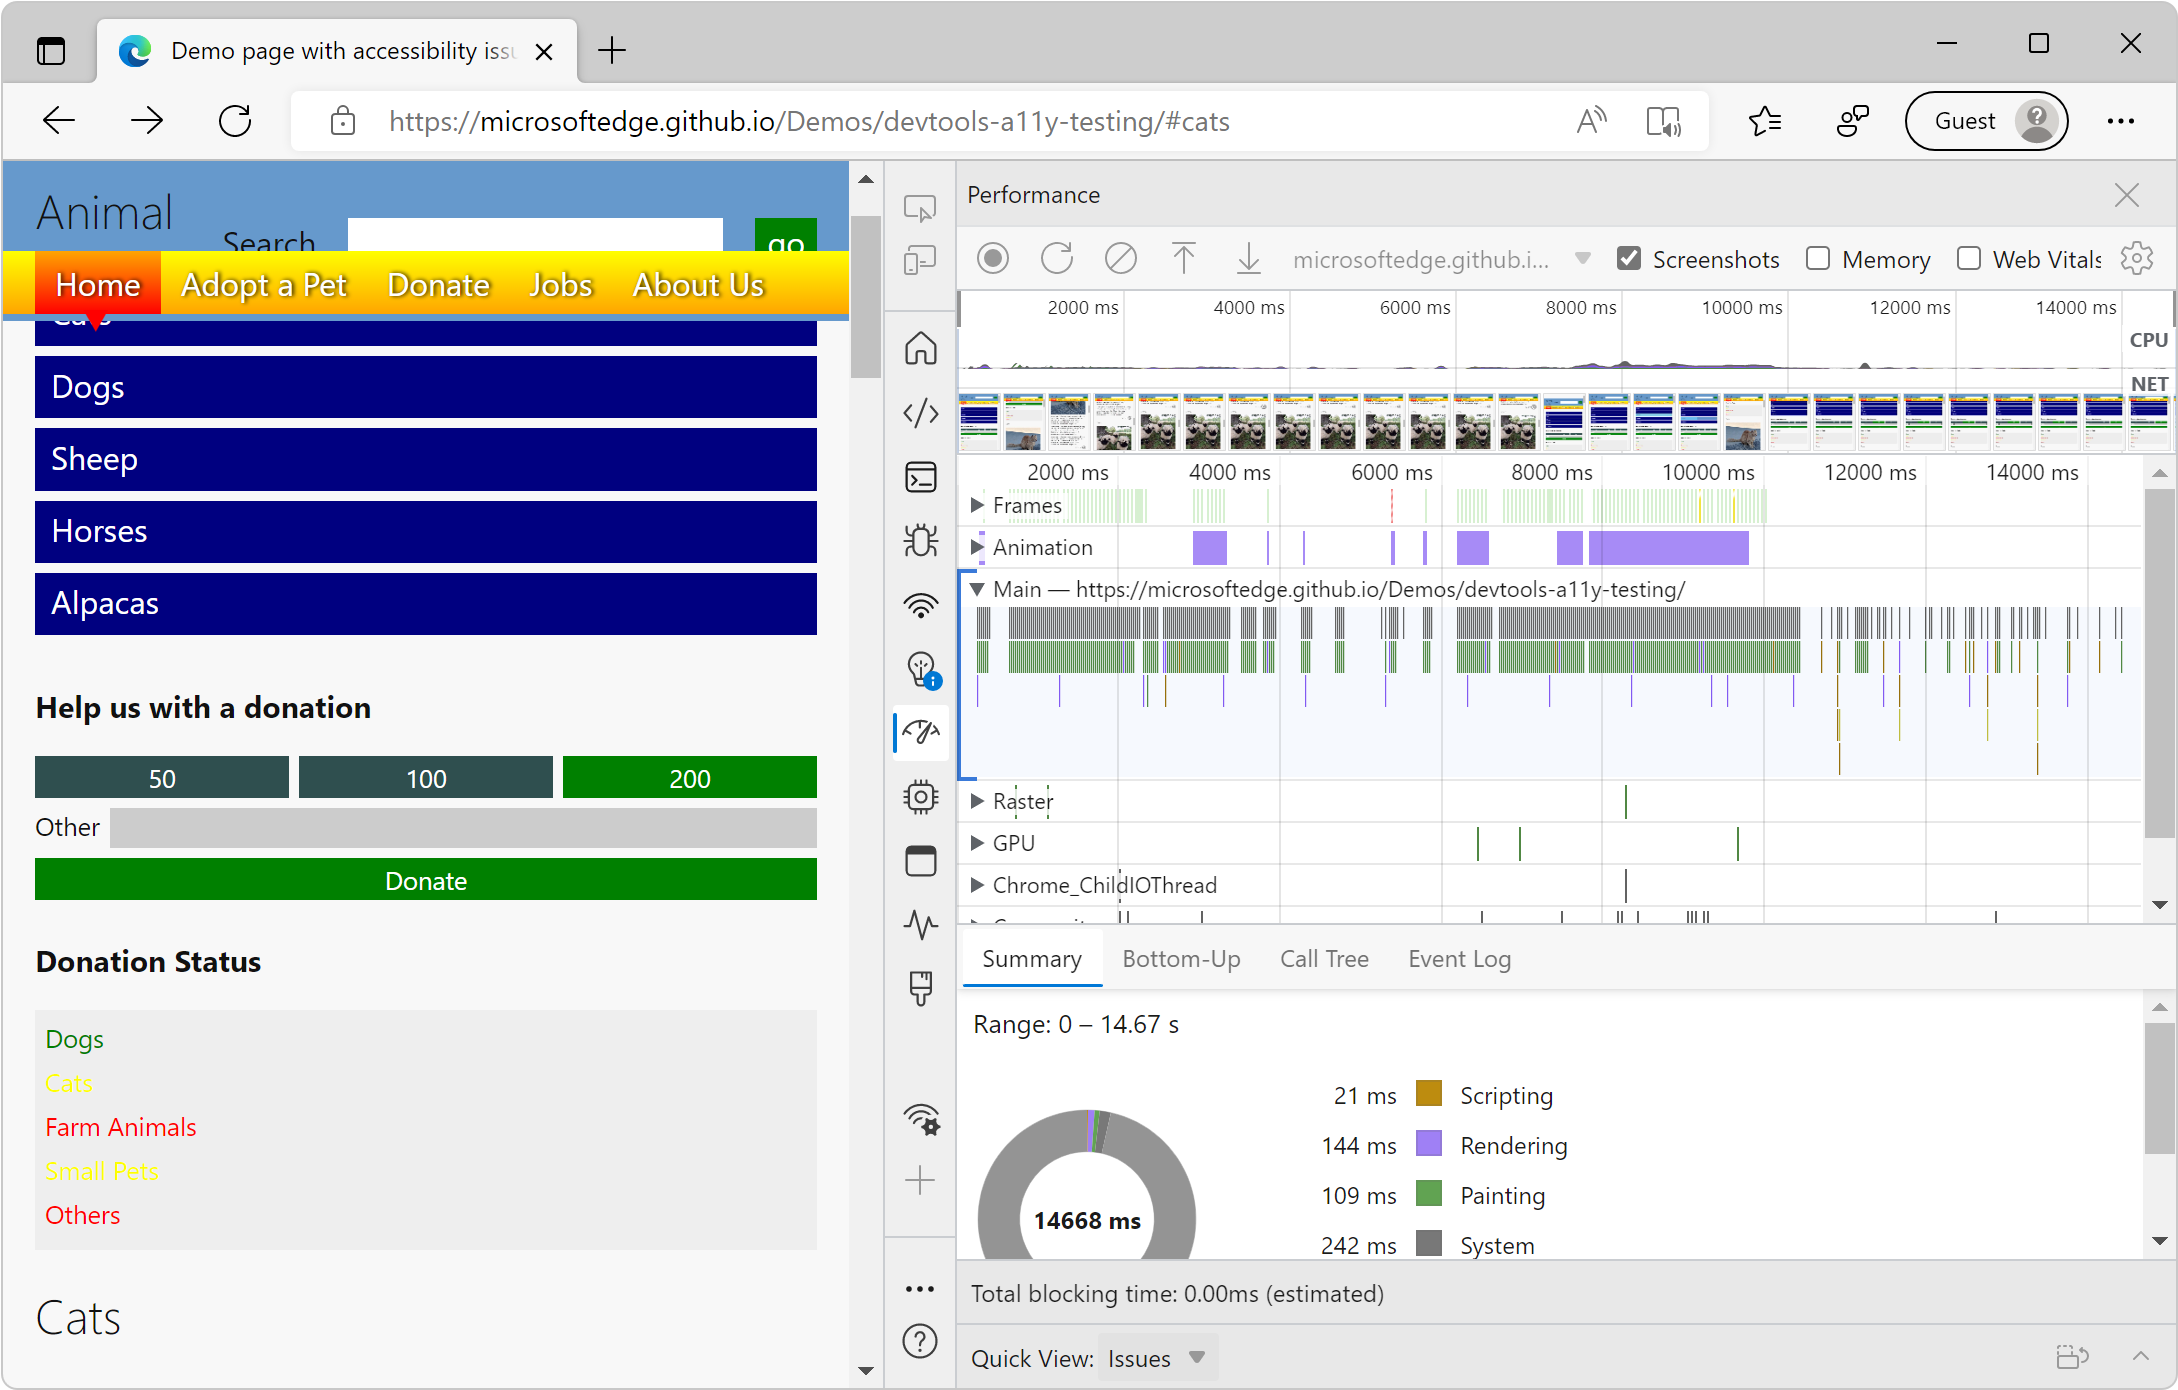 Demo page with accessibility issu
https://microsoftedge.github.io/Demos/devtools-a11y-testing/#cats
Guest
Animal
Search
go
Home
Adopt a Pet
Donate
Jobs
About Us
Cats
Dogs
Sheep
Horses
Alpacas
Help us with a donation
50
100
200
Other
Donate
Donation Status
Dogs
Cats
Farm Animals
Small Pets
Others
Cats
Performance
microsoftedge.github.i...
Screenshots
Memory
Web Vitals
2000 ms
4000 ms
6000 ms
8000 ms
10000 ms
12000 ms
14000 ms
CPU
NET
2000 ms
4000 ms
6000 ms
8000 ms
10000 ms
12000 ms
14000 ms
Frames
Animation
Main — https://microsoftedge.github.io/Demos/devtools-a11y-testing/
Raster
GPU
Chrome_ChildIOThread
Summary
Bottom-Up
Call Tree
Event Log
Range: 0 – 14.67 s
14668 ms
21 ms Scripting
144 ms Rendering
109 ms Painting
242 ms System
Total blocking time: 0.00ms (estimated)
Quick View: Issues